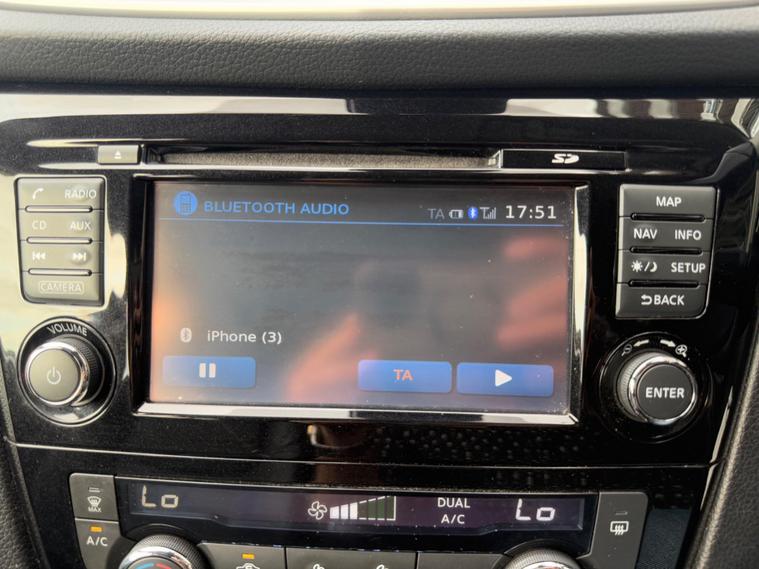 SD
RADIO
CD AUX
CAMERA
VOLUME
BLUETOOTH AUDIO TA 17:51
iPhone (3)
TA
MAP
NAV INFO
SETUP
BACK
ENTER
MAX
A/C
Lo
DUAL
A/C
Lo